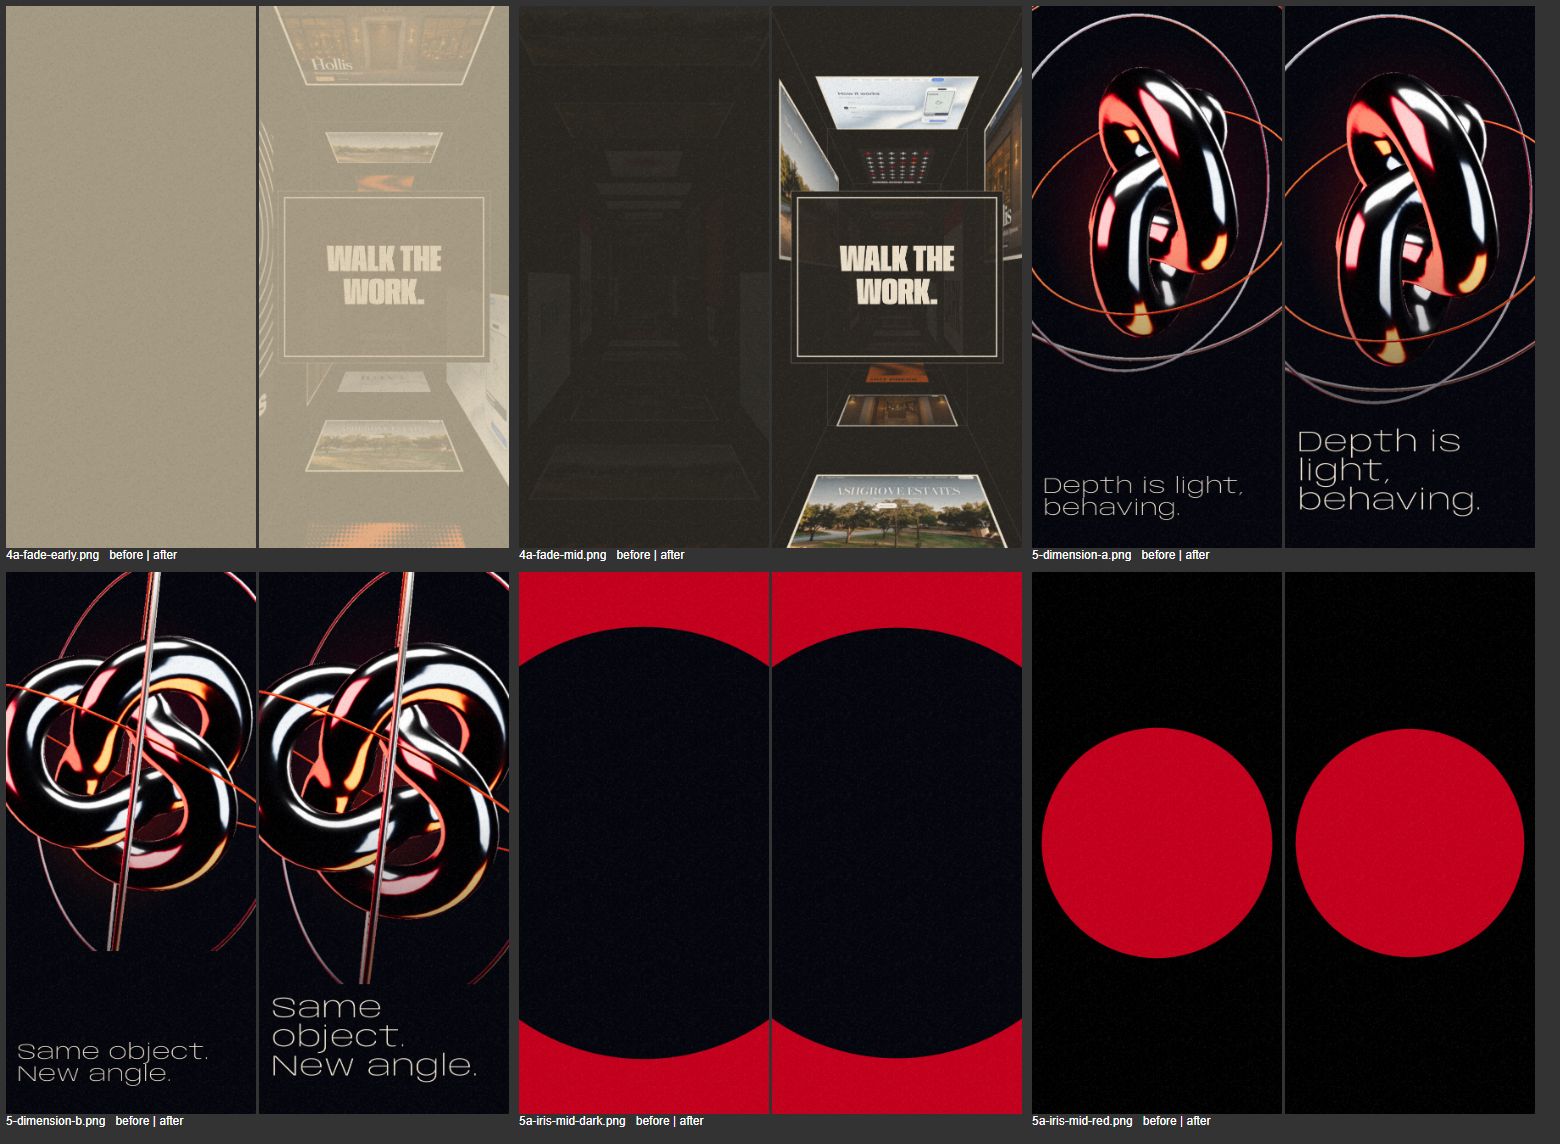 Hollis
WALK THE
WORK.
How it works
WALK THE
WORK.
ASHGROVE ESTATES
Depth is light,
behaving.
Depth is
light,
behaving.
4a-fade-early.png before | after
4a-fade-mid.png before | after
5-dimension-a.png before | after
Same object.
New angle.
Same
object.
New angle.
5-dimension-b.png before | after
5a-iris-mid-dark.png before | after
5a-iris-mid-red.png before | after